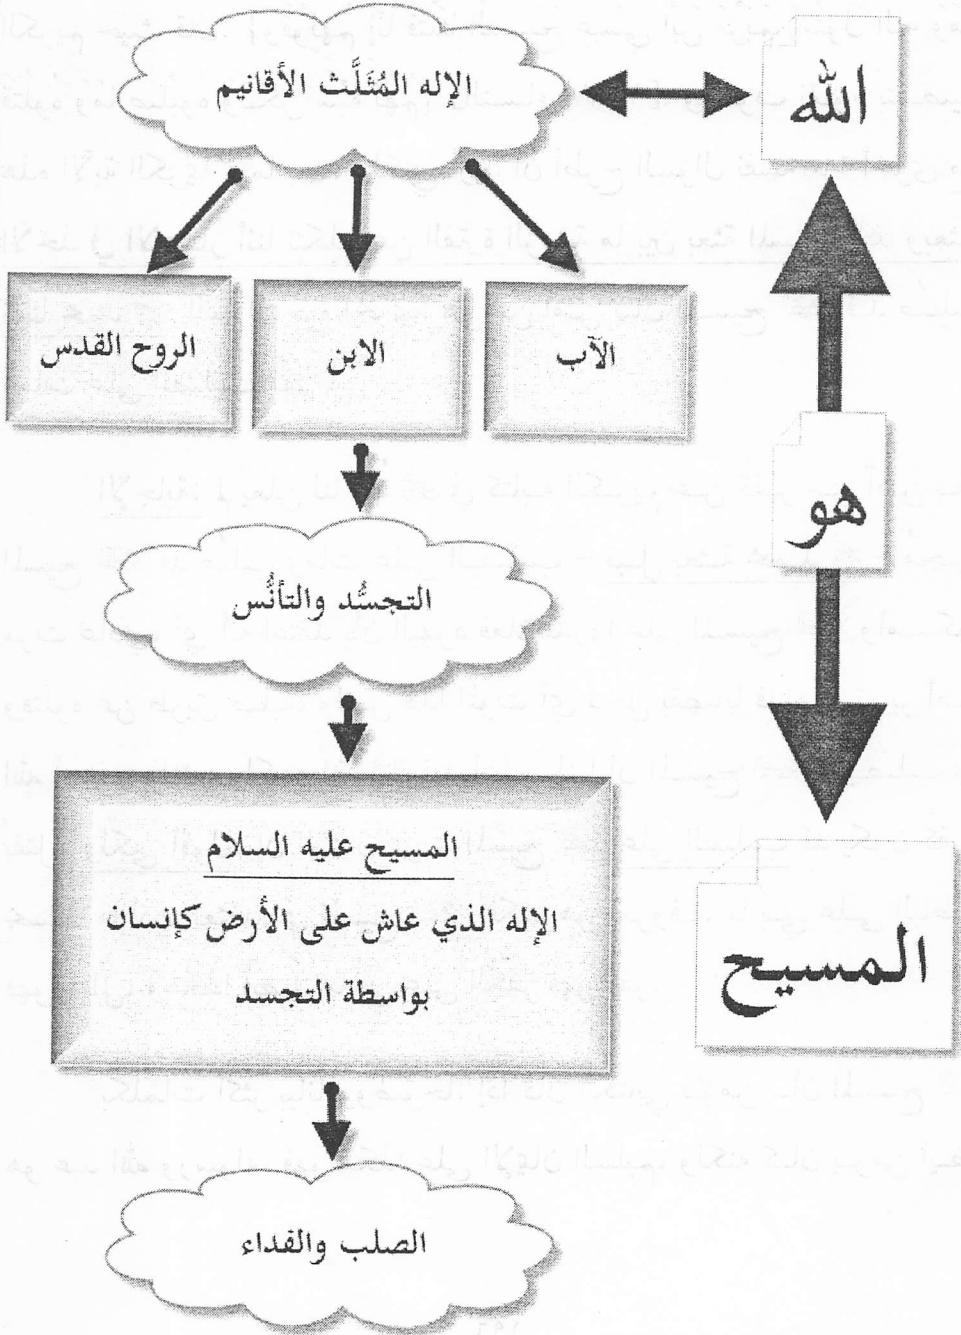 الإله المُثَلَّث الأقانيم
الله
الآب
الابن
الروح القدس
هو
التجسُّد والتأنُّس
المسيح عليه السلام
الإله الذي عاش على الأرض كإنسان
بواسطة التجسد
المسيح
الصلب والفداء